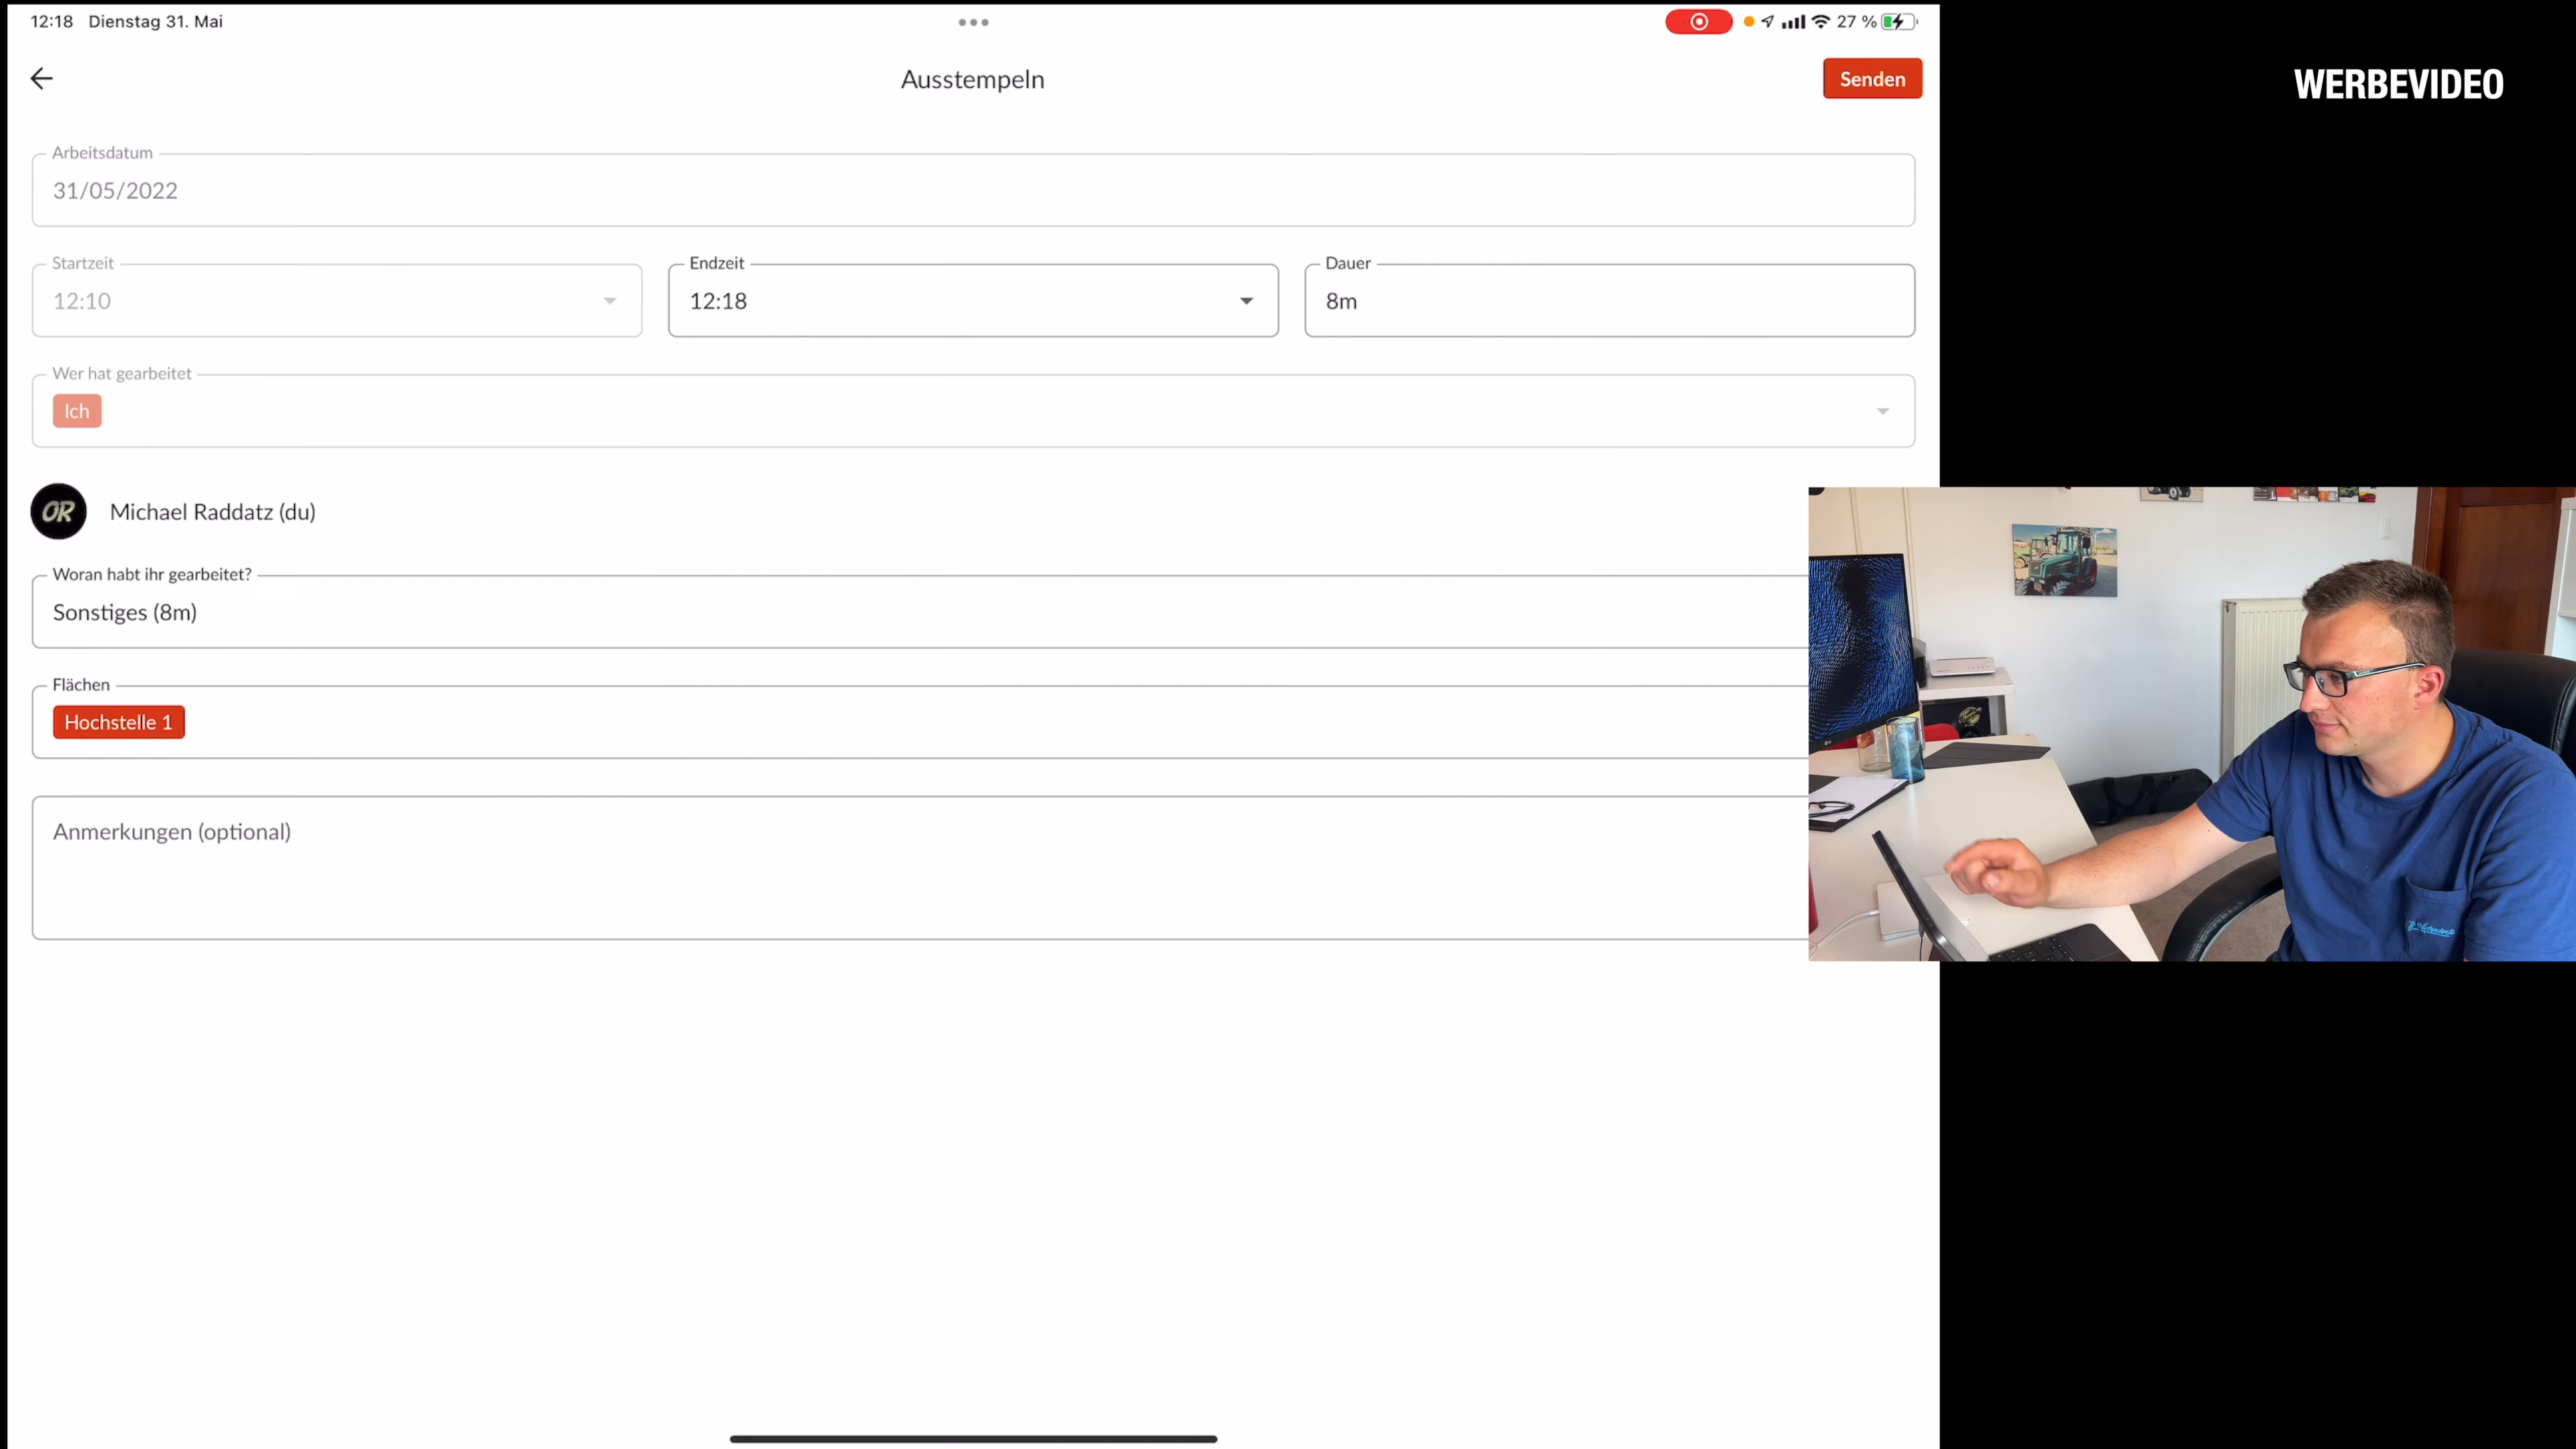 12:18 Dienstag 31. Mai
27 %
WERBEVIDEO
Ausstempeln
Senden
Arbeitsdatum
31/05/2022
Startzeit
12:10
Endzeit
12:18
Dauer
8m
Wer hat gearbeitet
Ich
OR
Michael Raddatz (du)
Woran habt ihr gearbeitet?
Sonstiges (8m)
Flächen
Hochstelle 1
Anmerkungen (optional)